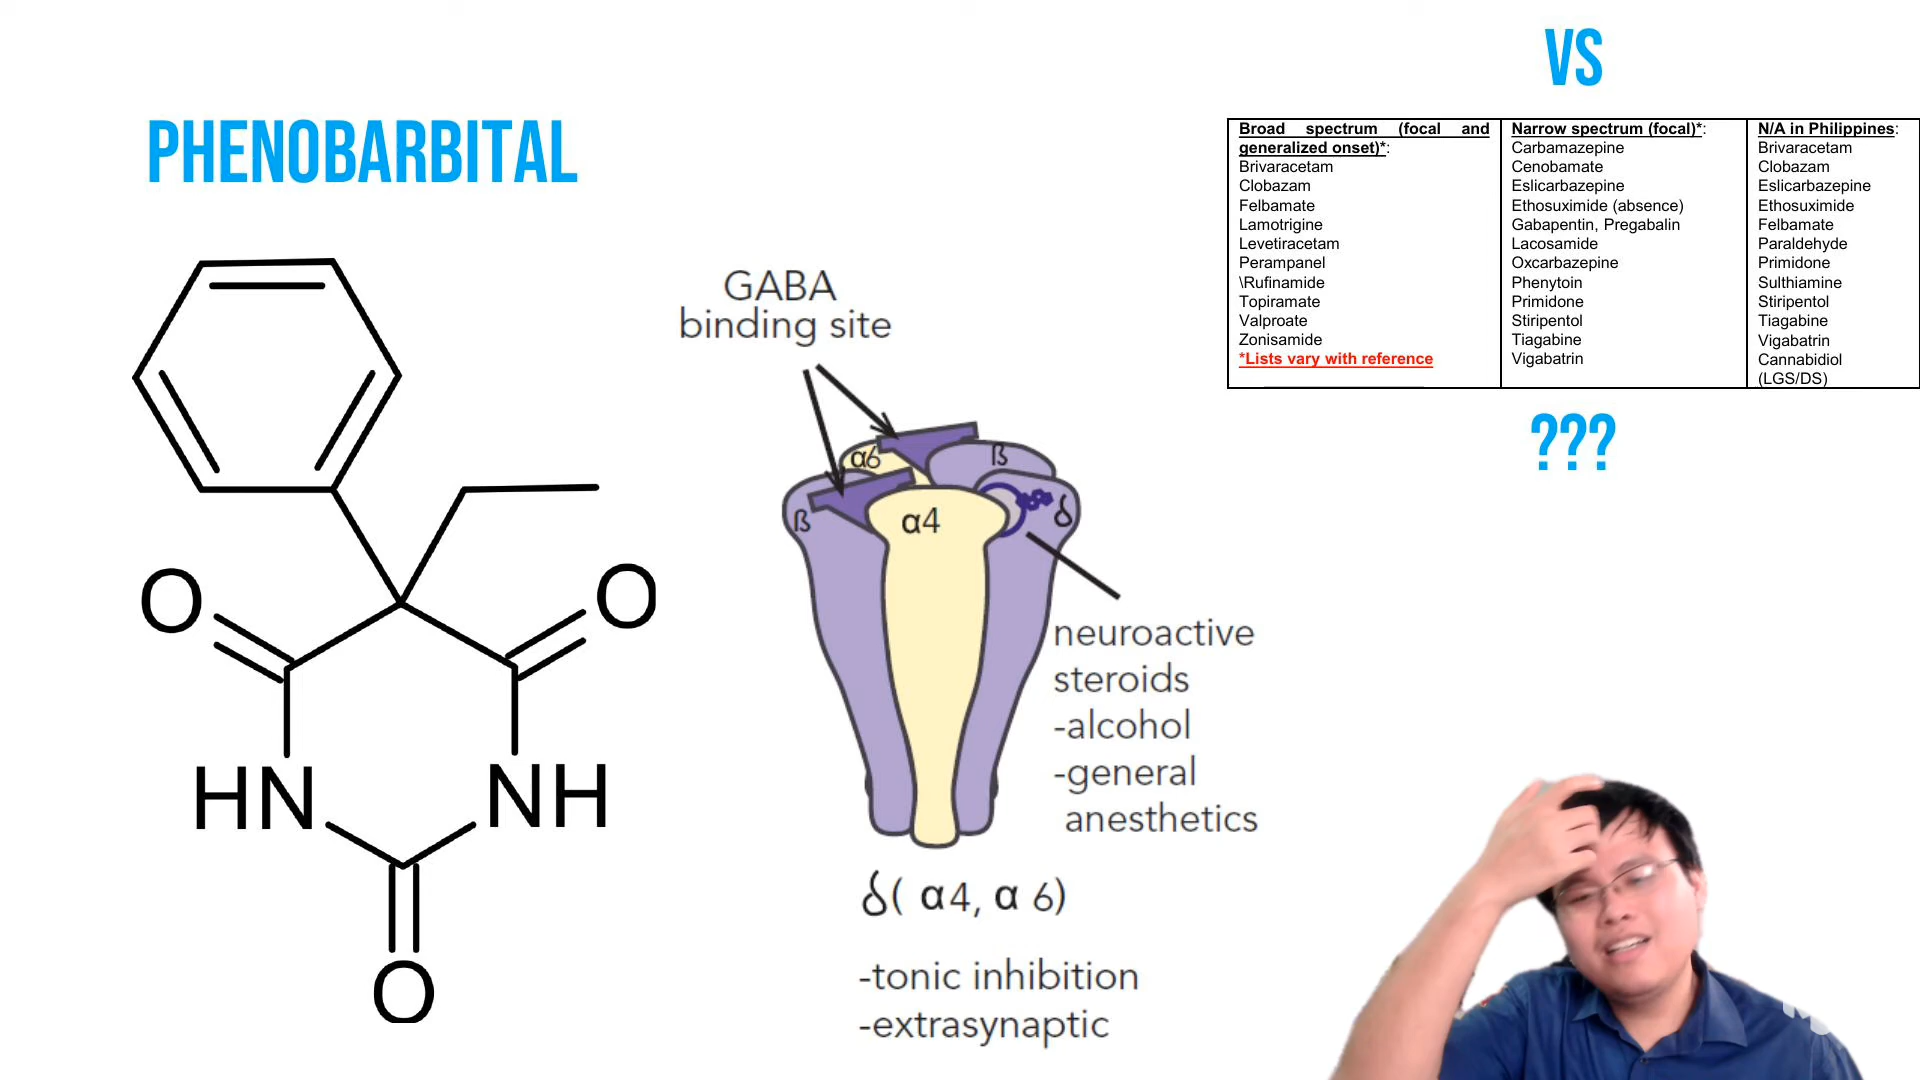 VS
PHENOBARBITAL
Broad spectrum (focal and
generalized onset)*:
Brivaracetam
Clobazam
Felbamate
Lamotrigine
Levetiracetam
Perampanel
\Rufinamide
Topiramate
Valproate
Zonisamide
*Lists vary with reference
Narrow spectrum (focal)*:
Carbamazepine
Cenobamate
Eslicarbazepine
Ethosuximide (absence)
Gabapentin, Pregabalin
Lacosamide
Oxcarbazepine
Phenytoin
Primidone
Stiripentol
Tiagabine
Vigabatrin
N/A in Philippines:
Brivaracetam
Clobazam
Eslicarbazepine
Ethosuximide
Felbamate
Paraldehyde
Primidone
Sulthiamine
Stiripentol
Tiagabine
Vigabatrin
Cannabidiol
(LGS/DS)
???
GABA
binding site
α6
ß
ß
α4
δ
neuroactive
steroids
-alcohol
-general
anesthetics
δ( α4, α 6)
-tonic inhibition
-extrasynaptic
O
O
HN
NH
O